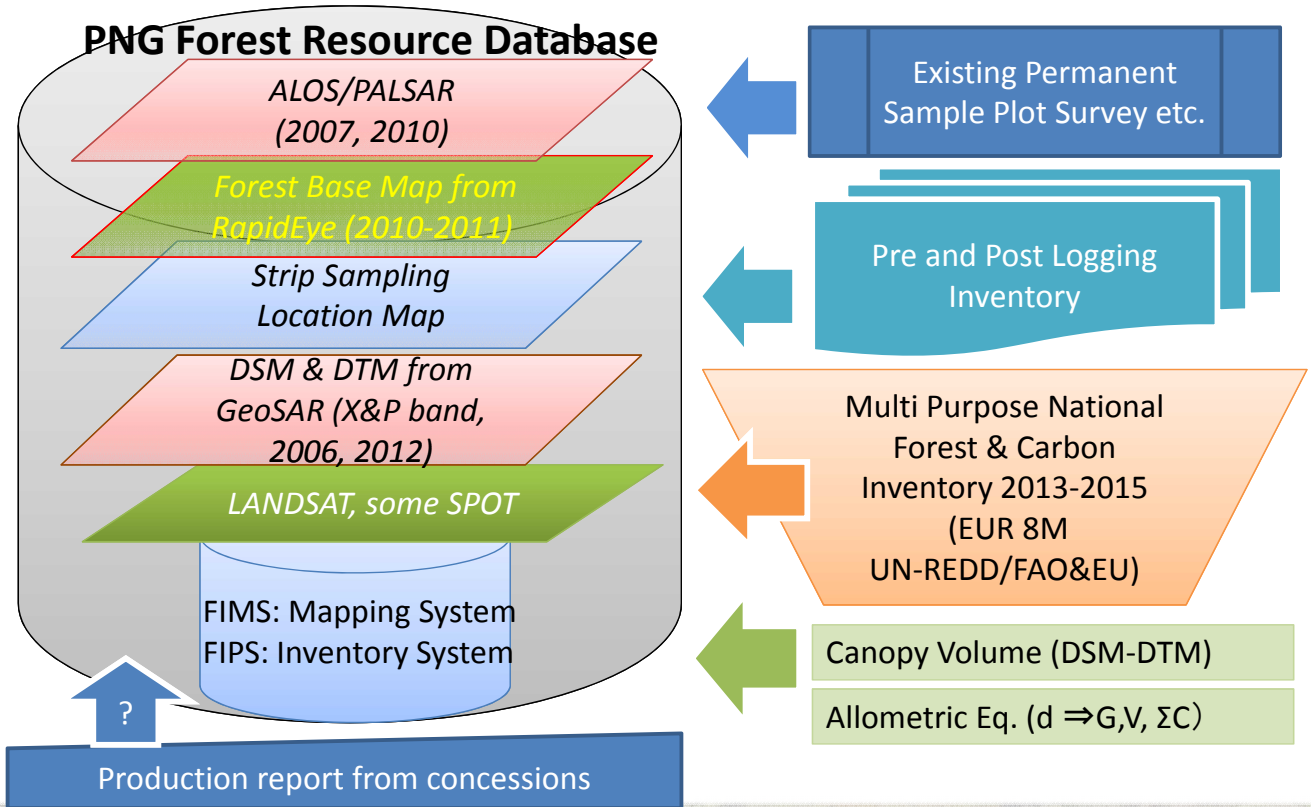 PNG Forest Resource Database
ALOS/PALSAR
(2007, 2010)
Forest Base Map from
RapidEye (2010-2011)
Strip Sampling
Location Map
DSM & DTM from
GeoSAR (X&P band,
2006, 2012)
LANDSAT, some SPOT
FIMS: Mapping System
FIPS: Inventory System
?
Production report from concessions
Existing Permanent
Sample Plot Survey etc.
Pre and Post Logging
Inventory
Multi Purpose National
Forest & Carbon
Inventory 2013-2015
(EUR 8M
UN-REDD/FAO&EU)
Canopy Volume (DSM-DTM)
Allometric Eq. (d ⇒G,V, ΣC）